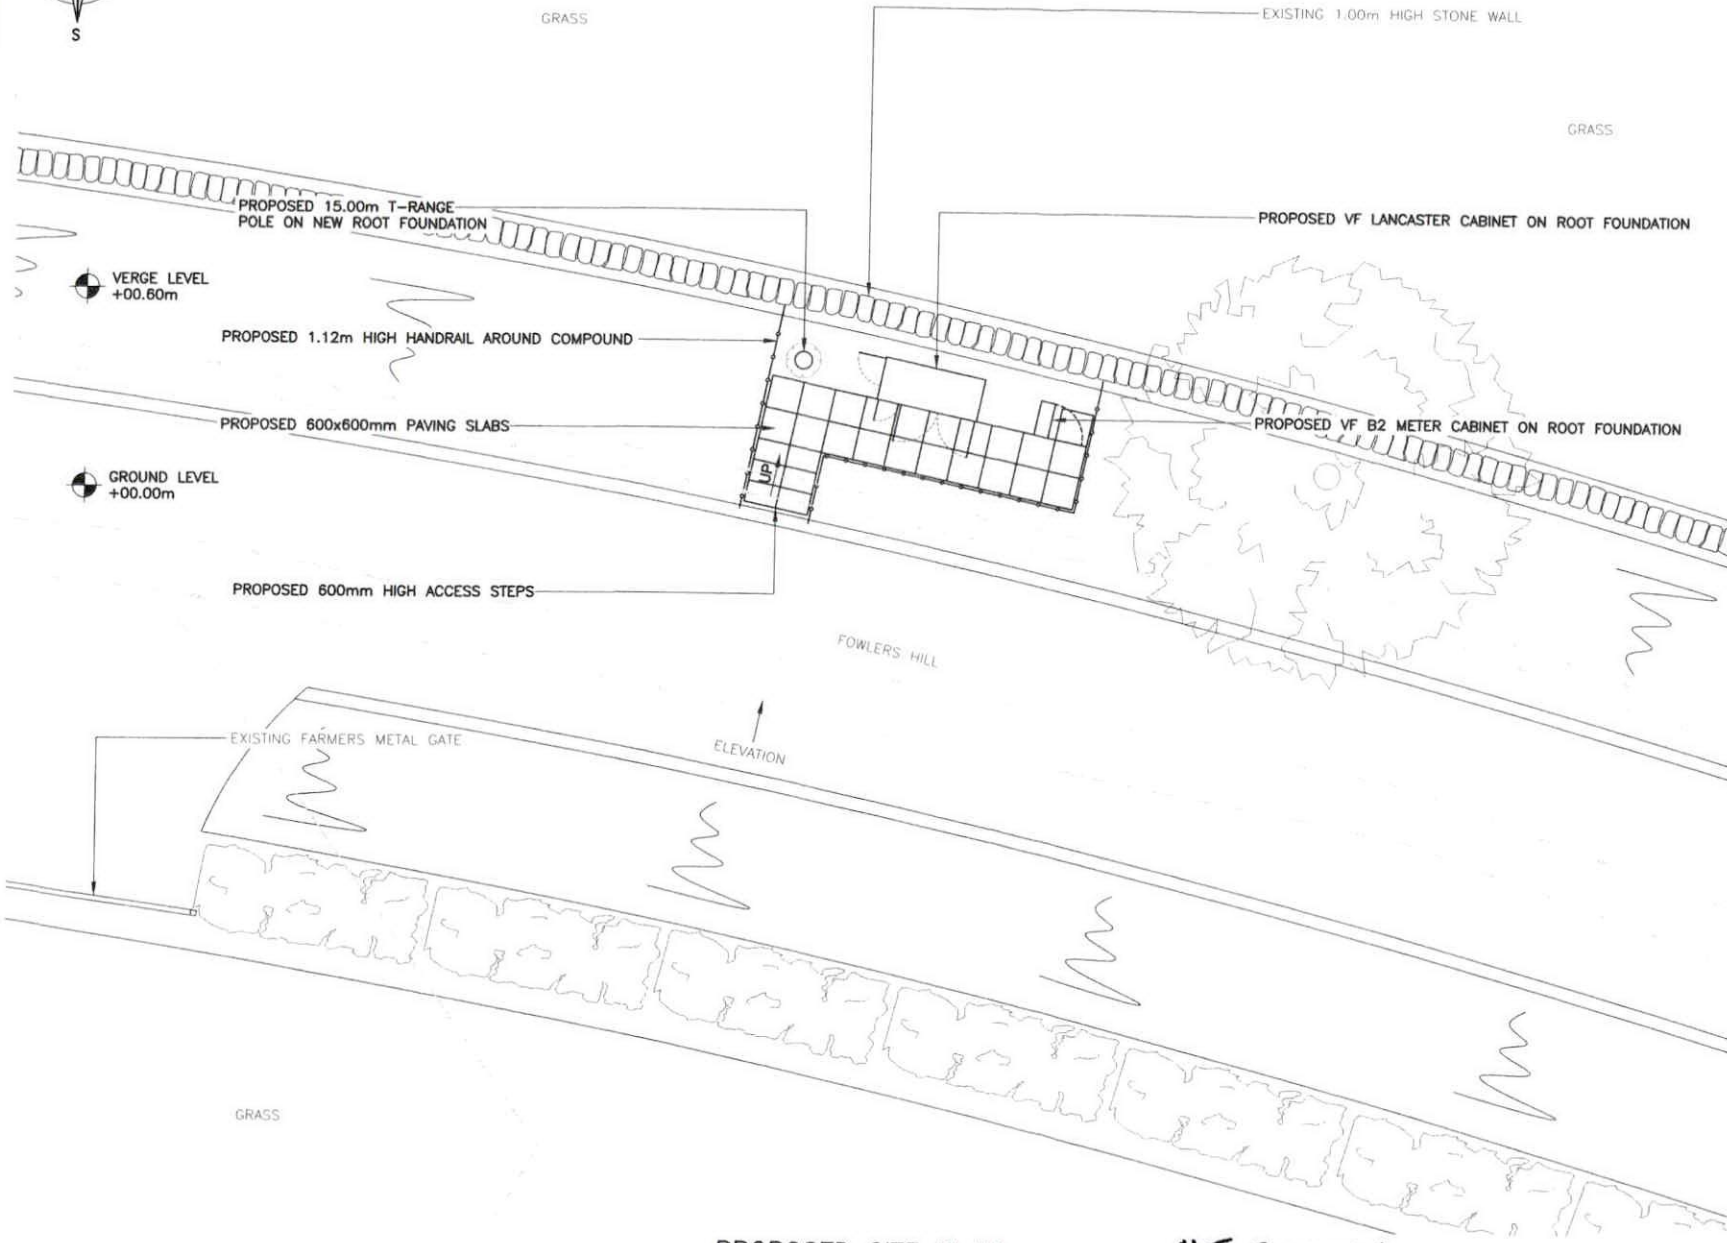 S
GRASS
EXISTING 1.00m HIGH STONE WALL
GRASS
PROPOSED 15.00m T-RANGE
POLE ON NEW ROOT FOUNDATION
PROPOSED VF LANCASTER CABINET ON ROOT FOUNDATION
VERGE LEVEL
+00.60m
PROPOSED 1.12m HIGH HANDRAIL AROUND COMPOUND
PROPOSED 600x600mm PAVING SLABS
PROPOSED VF B2 METER CABINET ON ROOT FOUNDATION
UP
GROUND LEVEL
+00.00m
PROPOSED 600mm HIGH ACCESS STEPS
FOWLERS HILL
EXISTING FARMERS METAL GATE
ELEVATION
GRASS